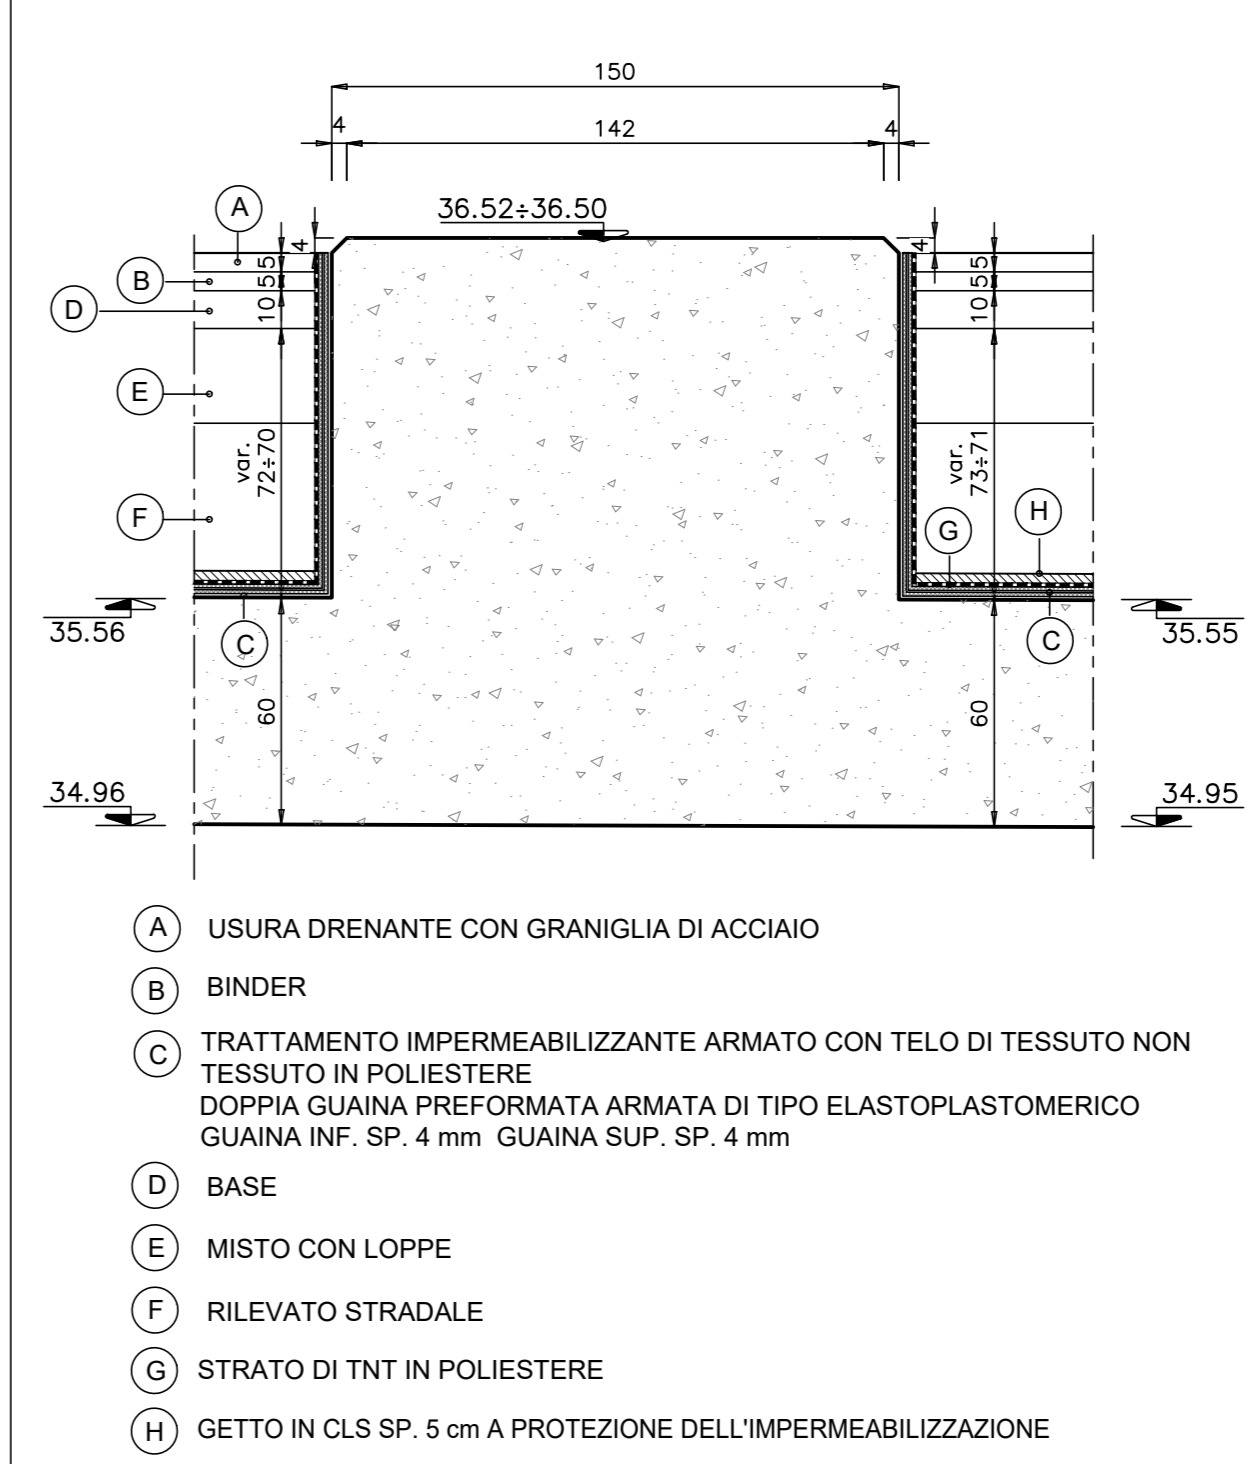 150
4 142 4
36.52÷36.50
A
4
4
B
5
5
5
5
D
10
10
E
var.
72÷70
var.
73÷71
F
G
H
35.56
C
C
35.55
60
60
34.96
34.95
A USURA DRENANTE CON GRANIGLIA DI ACCIAIO
B BINDER
C TRATTAMENTO IMPERMEABILIZZANTE ARMATO CON TELO DI TESSUTO NON
TESSUTO IN POLIESTERE
DOPPIA GUAINA PREFORMATA ARMATA DI TIPO ELASTOPLASTOMERICO
GUAINA INF. SP. 4 mm GUAINA SUP. SP. 4 mm
D BASE
E MISTO CON LOPPE
F RILEVATO STRADALE
G STRATO DI TNT IN POLIESTERE
H GETTO IN CLS SP. 5 cm A PROTEZIONE DELL'IMPERMEABILIZZAZIONE